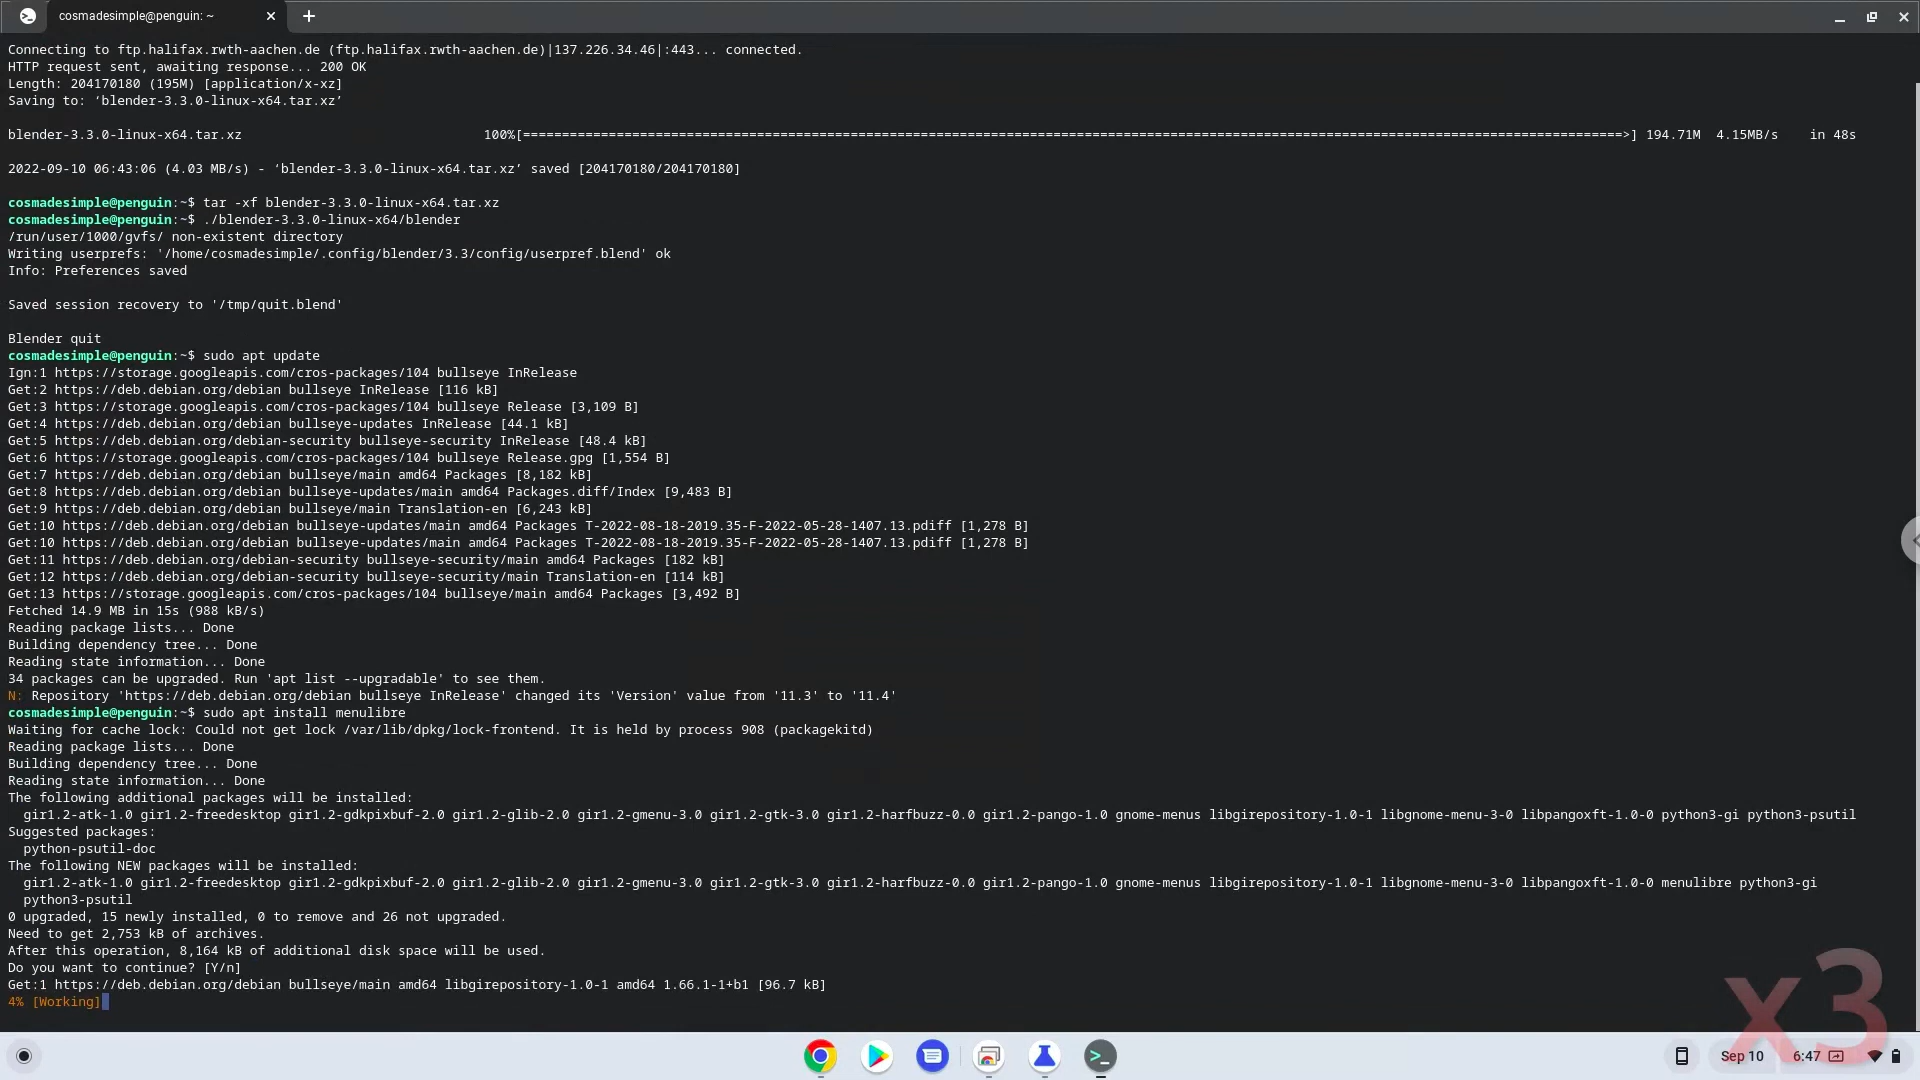 cosmadesimple@penguin: ~
Connecting to ftp.halifax.rwth-aachen.de (ftp.halifax.rwth-aachen.de)|137.226.34.46|:443... connected.
HTTP request sent, awaiting response... 200 OK
Length: 204170180 (195M) [application/x-xz]
Saving to: ‘blender-3.3.0-linux-x64.tar.xz’
blender-3.3.0-linux-x64.tar.xz 100%[=============================================================================================================================================>] 194.71M 4.15MB/s in 48s
2022-09-10 06:43:06 (4.03 MB/s) - ‘blender-3.3.0-linux-x64.tar.xz’ saved [204170180/204170180]
cosmadesimple@penguin:~$ tar -xf blender-3.3.0-linux-x64.tar.xz
cosmadesimple@penguin:~$ ./blender-3.3.0-linux-x64/blender
/run/user/1000/gvfs/ non-existent directory
Writing userprefs: '/home/cosmadesimple/.config/blender/3.3/config/userpref.blend' ok
Info: Preferences saved
Saved session recovery to '/tmp/quit.blend'
Blender quit
cosmadesimple@penguin:~$ sudo apt update
Ign:1 https://storage.googleapis.com/cros-packages/104 bullseye InRelease
Get:2 https://deb.debian.org/debian bullseye InRelease [116 kB]
Get:3 https://storage.googleapis.com/cros-packages/104 bullseye Release [3,109 B]
Get:4 https://deb.debian.org/debian bullseye-updates InRelease [44.1 kB]
Get:5 https://deb.debian.org/debian-security bullseye-security InRelease [48.4 kB]
Get:6 https://storage.googleapis.com/cros-packages/104 bullseye Release.gpg [1,554 B]
Get:7 https://deb.debian.org/debian bullseye/main amd64 Packages [8,182 kB]
Get:8 https://deb.debian.org/debian bullseye-updates/main amd64 Packages.diff/Index [9,483 B]
Get:9 https://deb.debian.org/debian bullseye/main Translation-en [6,243 kB]
Get:10 https://deb.debian.org/debian bullseye-updates/main amd64 Packages T-2022-08-18-2019.35-F-2022-05-28-1407.13.pdiff [1,278 B]
Get:10 https://deb.debian.org/debian bullseye-updates/main amd64 Packages T-2022-08-18-2019.35-F-2022-05-28-1407.13.pdiff [1,278 B]
Get:11 https://deb.debian.org/debian-security bullseye-security/main amd64 Packages [182 kB]
Get:12 https://deb.debian.org/debian-security bullseye-security/main Translation-en [114 kB]
Get:13 https://storage.googleapis.com/cros-packages/104 bullseye/main amd64 Packages [3,492 B]
Fetched 14.9 MB in 15s (988 kB/s)
Reading package lists... Done
Building dependency tree... Done
Reading state information... Done
34 packages can be upgraded. Run 'apt list --upgradable' to see them.
N: Repository 'https://deb.debian.org/debian bullseye InRelease' changed its 'Version' value from '11.3' to '11.4'
cosmadesimple@penguin:~$ sudo apt install menulibre
Waiting for cache lock: Could not get lock /var/lib/dpkg/lock-frontend. It is held by process 908 (packagekitd)
Reading package lists... Done
Building dependency tree... Done
Reading state information... Done
The following additional packages will be installed:
gir1.2-atk-1.0 gir1.2-freedesktop gir1.2-gdkpixbuf-2.0 gir1.2-glib-2.0 gir1.2-gmenu-3.0 gir1.2-gtk-3.0 gir1.2-harfbuzz-0.0 gir1.2-pango-1.0 gnome-menus libgirepository-1.0-1 libgnome-menu-3-0 libpangoxft-1.0-0 python3-gi python3-psutil
Suggested packages:
python-psutil-doc
The following NEW packages will be installed:
gir1.2-atk-1.0 gir1.2-freedesktop gir1.2-gdkpixbuf-2.0 gir1.2-glib-2.0 gir1.2-gmenu-3.0 gir1.2-gtk-3.0 gir1.2-harfbuzz-0.0 gir1.2-pango-1.0 gnome-menus libgirepository-1.0-1 libgnome-menu-3-0 libpangoxft-1.0-0 menulibre python3-gi
python3-psutil
0 upgraded, 15 newly installed, 0 to remove and 26 not upgraded.
Need to get 2,753 kB of archives.
After this operation, 8,164 kB of additional disk space will be used.
Do you want to continue? [Y/n]
Get:1 https://deb.debian.org/debian bullseye/main amd64 libgirepository-1.0-1 amd64 1.66.1-1+b1 [96.7 kB]
4% [Working]
x3
Sep 10 6:47